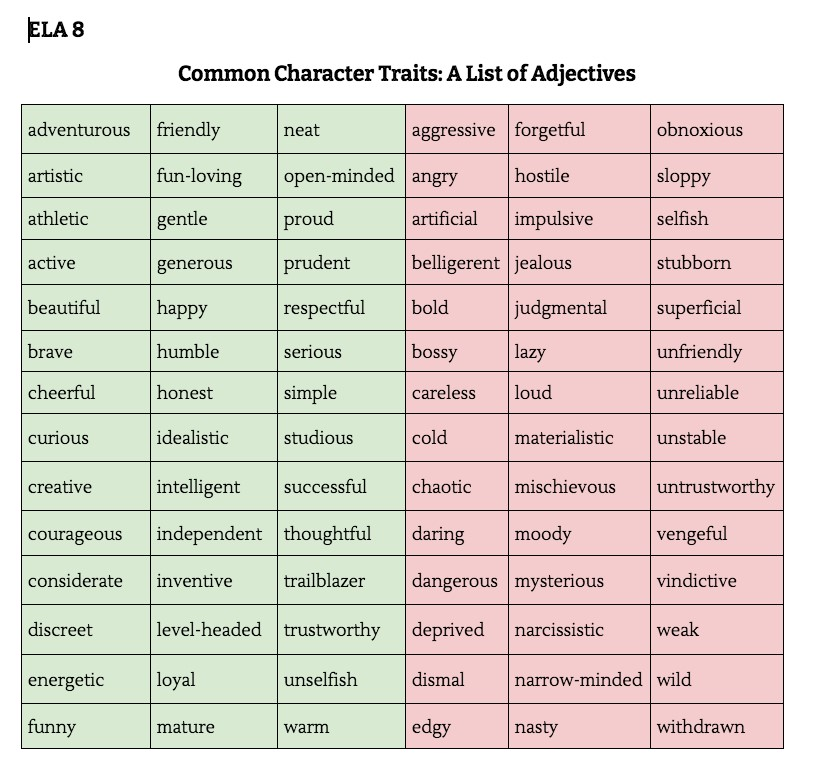 ELA 8
Common Character Traits: A List of Adjectives
adventurous friendly neat aggressive forgetful obnoxious
artistic fun-loving open-minded angry hostile sloppy
athletic gentle proud artificial impulsive selfish
active generous prudent belligerent jealous stubborn
beautiful happy respectful bold judgmental superficial
brave humble serious bossy lazy unfriendly
cheerful honest simple careless loud unreliable
curious idealistic studious cold materialistic unstable
creative intelligent successful chaotic mischievous untrustworthy
courageous independent thoughtful daring moody vengeful
considerate inventive trailblazer dangerous mysterious vindictive
discreet level-headed trustworthy deprived narcissistic weak
energetic loyal unselfish dismal narrow-minded wild
funny mature warm edgy nasty withdrawn